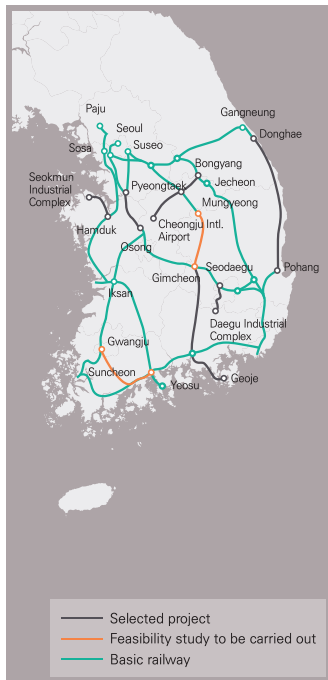 Paju
Seoul
Suseo
Sosa
Gangneung
Donghae
Bongyang
Jecheon
Seokmun
Industrial
Complex
Pyeongtaek
Mungyeong
Hamduk
Cheongju Intl.
Airport
Osong
Gimcheon
Seodaegu
Pohang
Iksan
Daegu Industrial
Complex
Gwangju
Suncheon
Yeosu
Geoje
Selected project
Feasibility study to be carried out
Basic railway